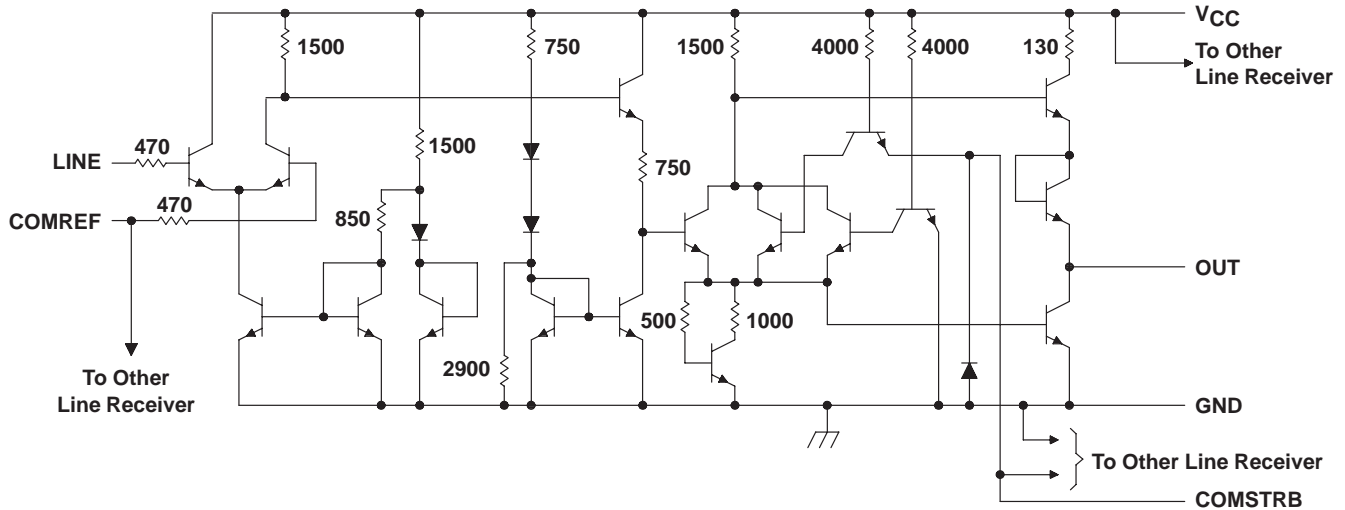 VCC
1500
750
1500
4000
4000
130
To Other
Line Receiver
LINE
470
1500
750
COMREF
470
850
OUT
500
1000
2900
To Other
Line Receiver
GND
To Other Line Receiver
COMSTRB